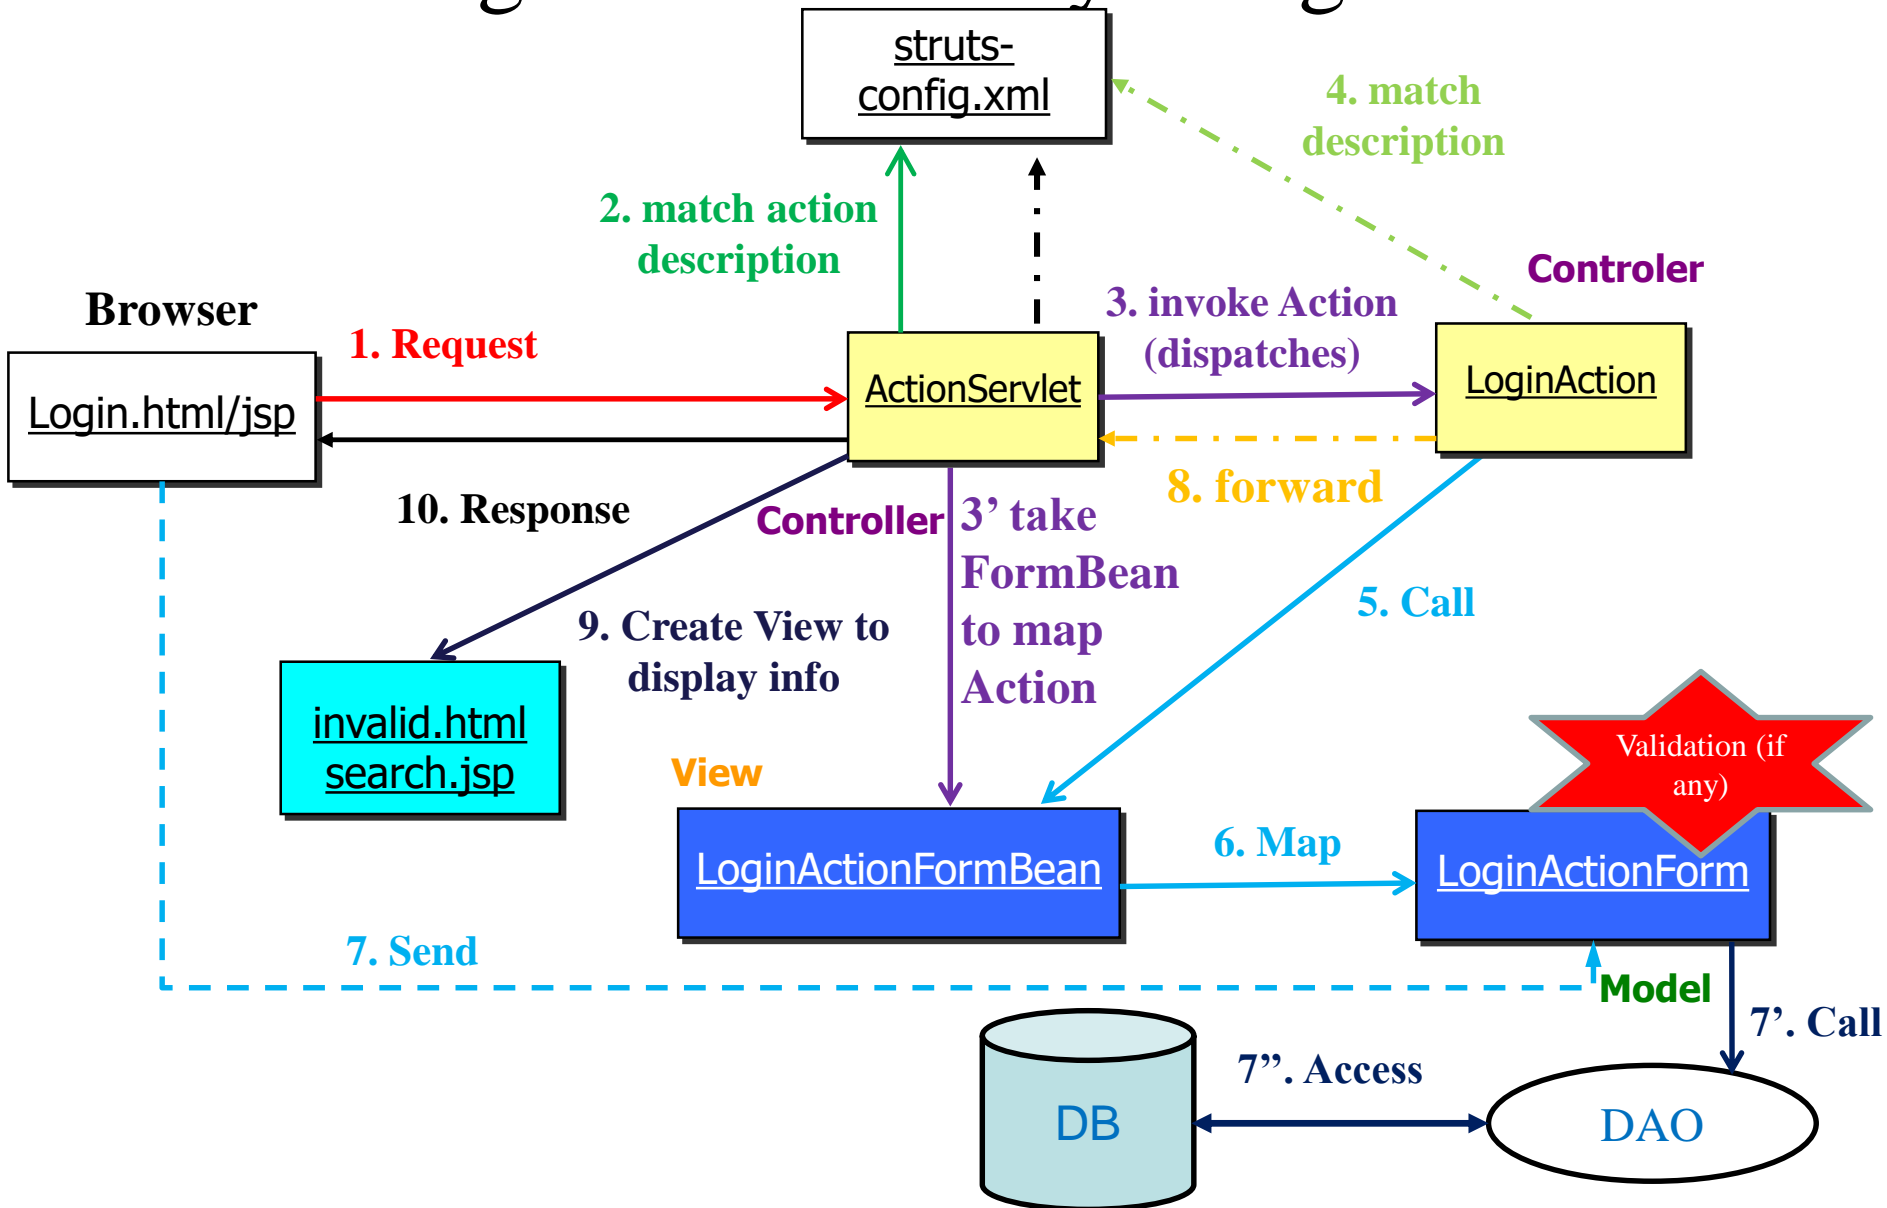 struts-
config.xml
4. match
description
2. match action
description
Controler
Browser
3. invoke Action
(dispatches)
1. Request
Login.html/jsp
ActionServlet
LoginAction
8. forward
10. Response
Controller
3’ take
FormBean
to map
Action
5. Call
9. Create View to
display info
invalid.html
search.jsp
View
Validation (if
any)
LoginActionFormBean
6. Map
LoginActionForm
7. Send
Model
7’. Call
7”. Access
DB
DAO